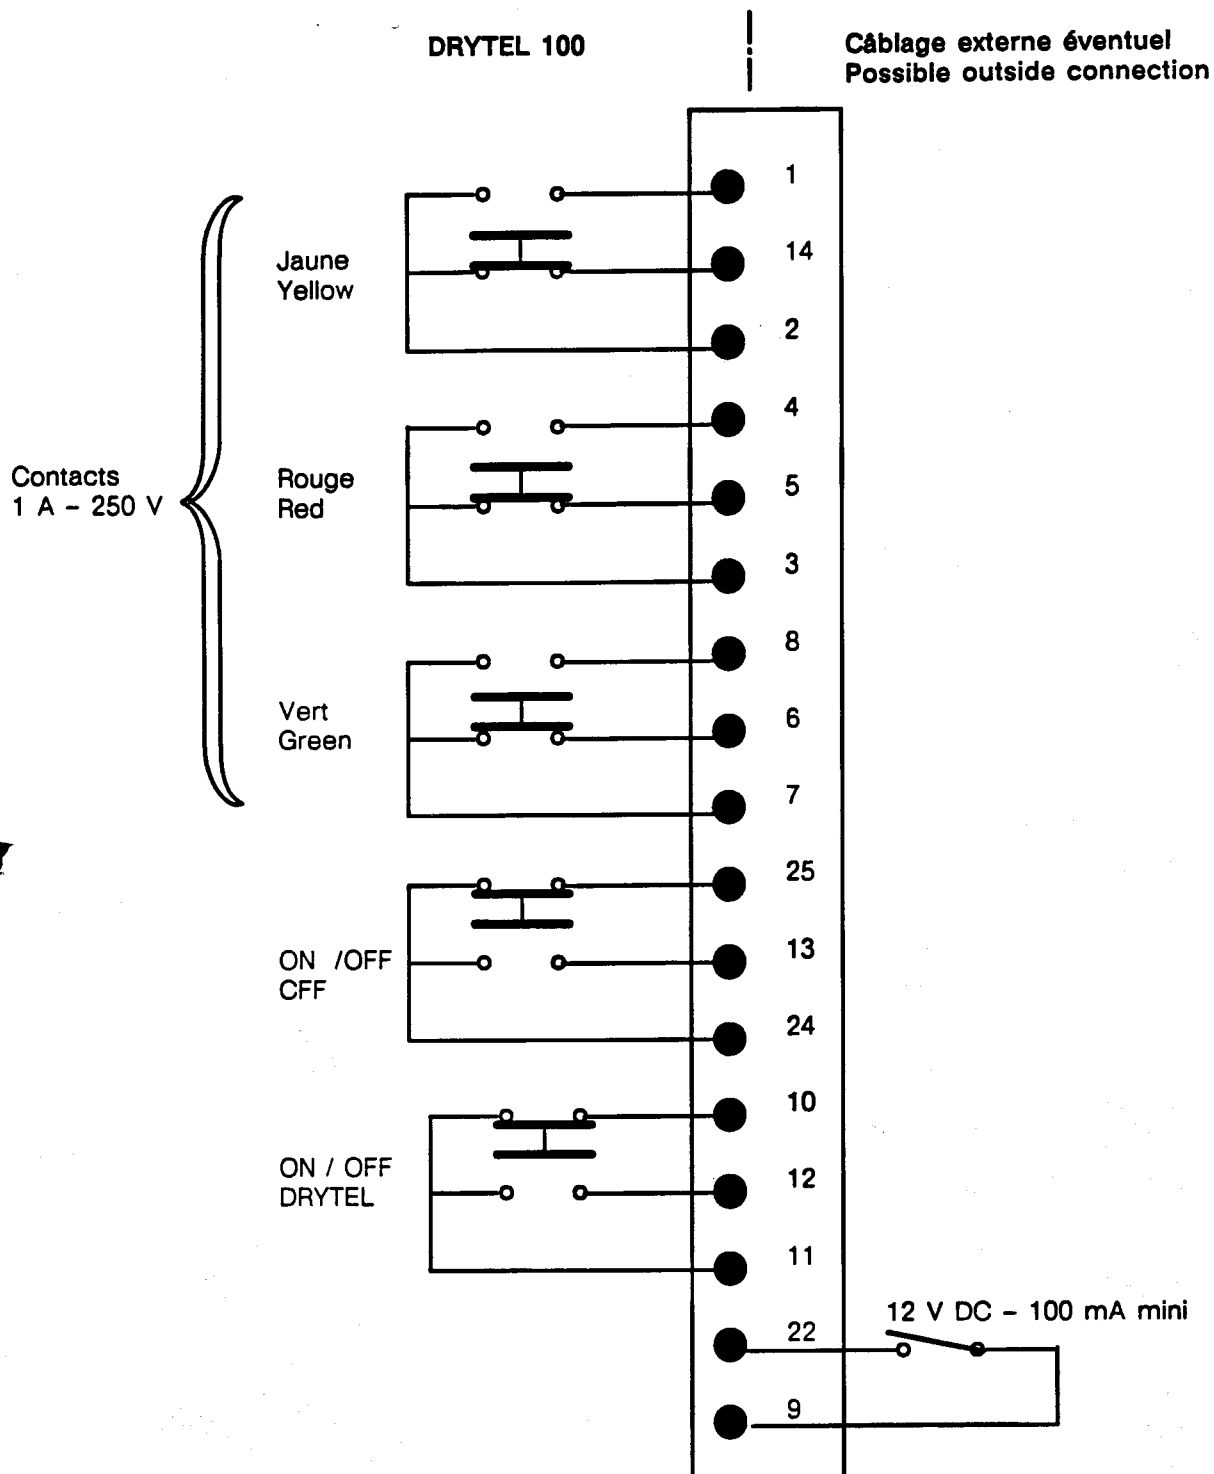 DRYTEL 100
Câblage externe éventuel
Possible outside connection
1
14
Jaune
Yellow
2
4
Contacts
1 A – 250 V
Rouge
Red
5
3
8
Vert
Green
6
7
25
ON /OFF
CFF
13
24
10
ON / OFF
DRYTEL
12
11
12 V DC – 100 mA mini
22
9